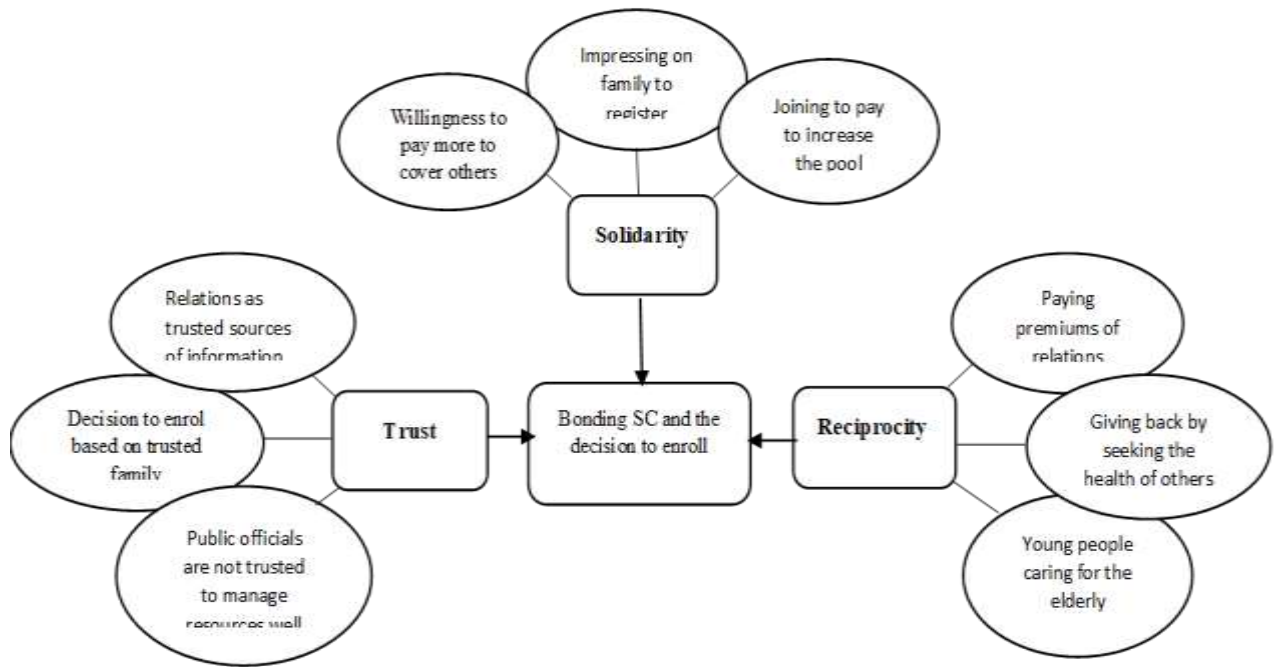 Impressing on
family to
register
Willingness to
pay more to
cover others
Joining to pay
to increase
the pool
Solidarity
Relations as
trusted sources
of information
Decision to enrol
based on trusted
family
Public officials
are not trusted
to manage
resources well
Trust
Bonding SC and the
decision to enroll
Reciprocity
Paying
premiums of
relations
Giving back by
seeking the
health of others
Young people
caring for the
elderly